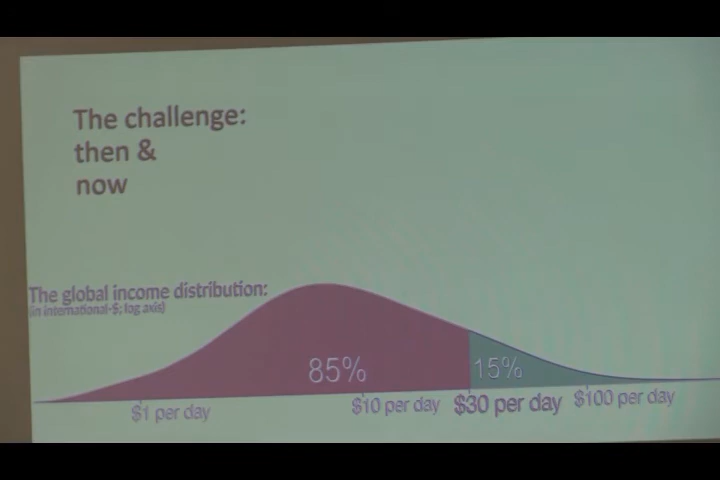 The challenge:
then &
now
The global income distribution:
(in international-$; log axis)
85%
15%
$1 per day
$10 per day
$30 per day
$100 per day